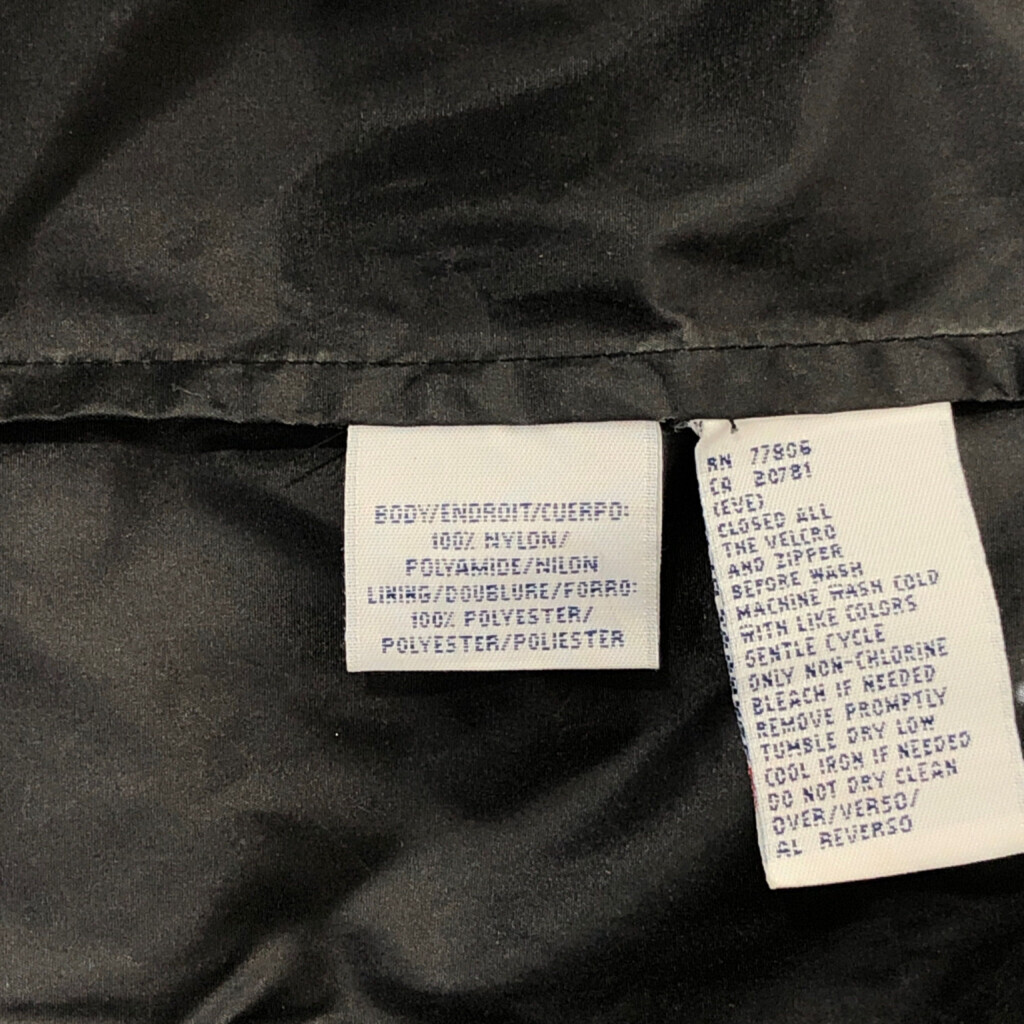 BODY/ENDROIT/CUERPO:
100% NYLON/
POLYAMIDE/NILON
LINING/DOUBLURE/FORRO:
100% POLYESTER/
POLYESTER/POLIESTER
RN 77806
CA 20781
(EVE)
CLOSED ALL
THE VELCRO
AND ZIPPER
BEFORE WASH
MACHINE WASH COLD
WITH LIKE COLORS
GENTLE CYCLE
ONLY NON-CHLORINE
BLEACH IF NEEDED
REMOVE PROMPTLY
TUMBLE DRY LOW
COOL IRON IF NEEDED
DO NOT DRY CLEAN
OVER/VERSO/
AL REVERSO